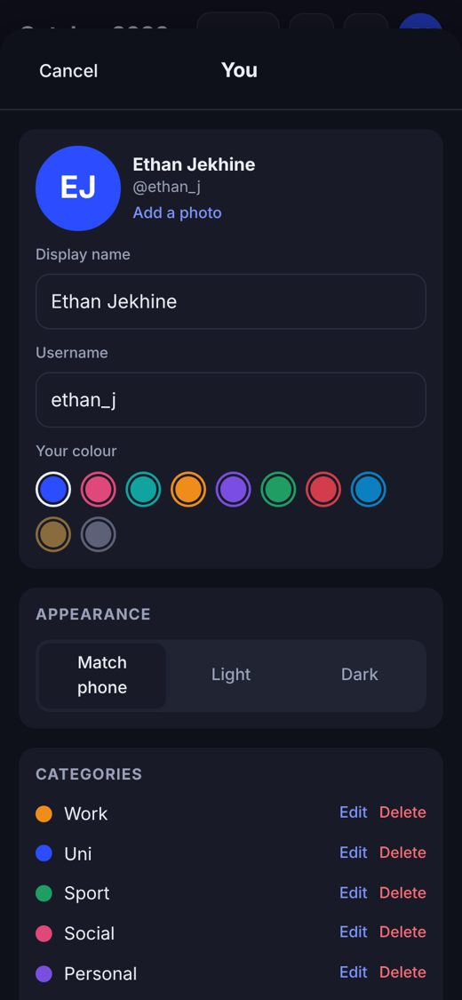 Cancel
You
EJ
Ethan Jekhine
@ethan_j
Add a photo
Display name
Ethan Jekhine
Username
ethan_j
Your colour
APPEARANCE
Match
phone
Light
Dark
CATEGORIES
Work Edit Delete
Uni Edit Delete
Sport Edit Delete
Social Edit Delete
Personal Edit Delete